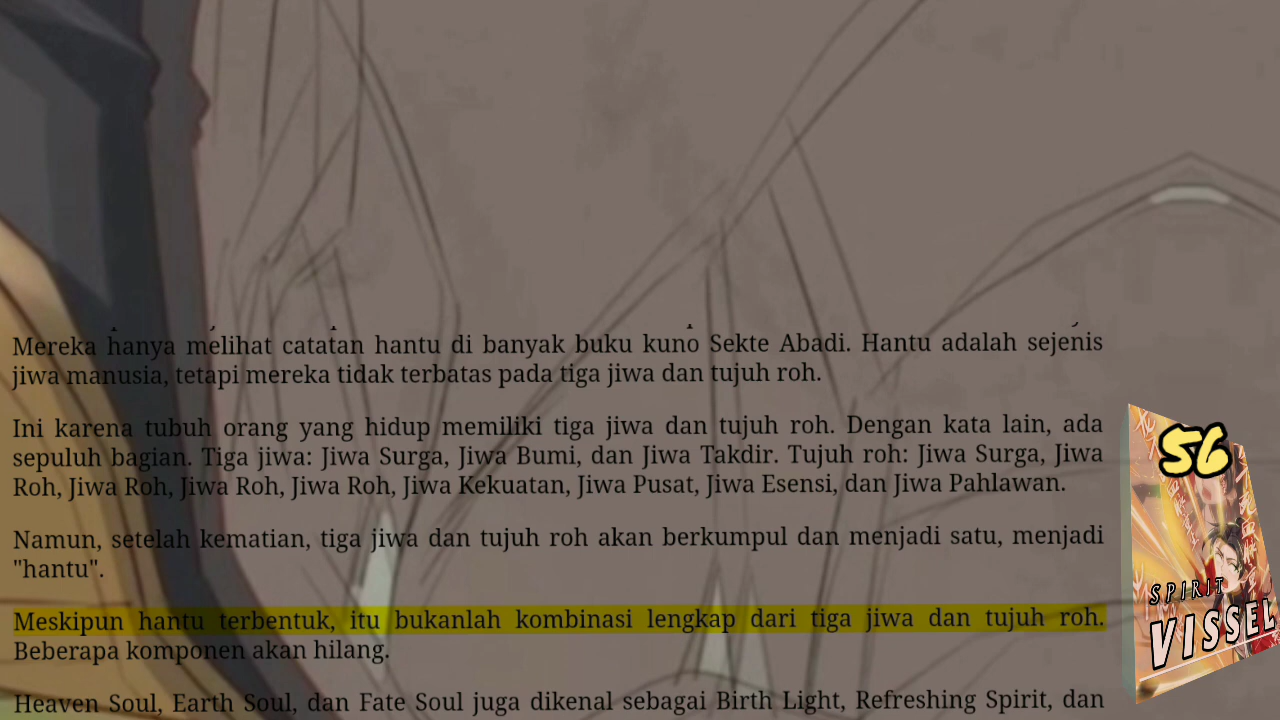 Mereka hanya melihat catatan hantu di banyak buku kuno Sekte Abadi. Hantu adalah sejenis
jiwa manusia, tetapi mereka tidak terbatas pada tiga jiwa dan tujuh roh.
Ini karena tubuh orang yang hidup memiliki tiga jiwa dan tujuh roh. Dengan kata lain, ada
sepuluh bagian. Tiga jiwa: Jiwa Surga, Jiwa Bumi, dan Jiwa Takdir. Tujuh roh: Jiwa Surga, Jiwa
Roh, Jiwa Roh, Jiwa Roh, Jiwa Roh, Jiwa Kekuatan, Jiwa Pusat, Jiwa Esensi, dan Jiwa Pahlawan.
Namun, setelah kematian, tiga jiwa dan tujuh roh akan berkumpul dan menjadi satu, menjadi
"hantu".
Meskipun hantu terbentuk, itu bukanlah kombinasi lengkap dari tiga jiwa dan tujuh roh.
Beberapa komponen akan hilang.
Heaven Soul, Earth Soul, dan Fate Soul juga dikenal sebagai Birth Light, Refreshing Spirit, dan
56
SPIRIT
VISSEL